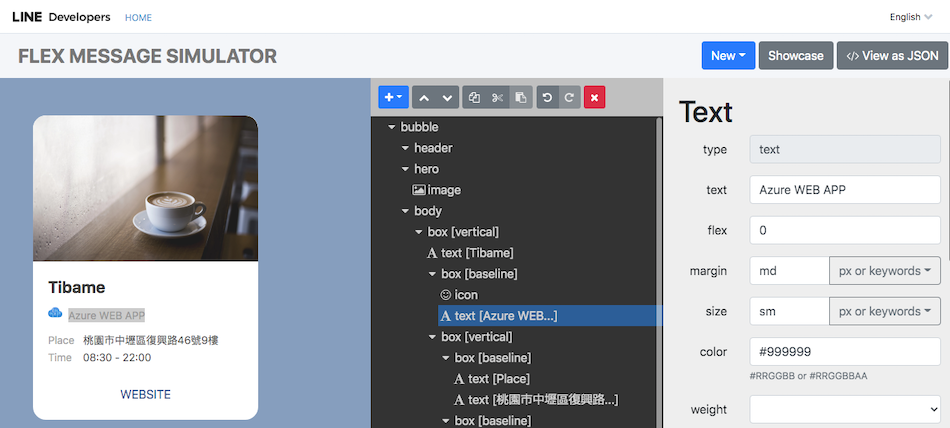 LINE Developers HOME English
FLEX MESSAGE SIMULATOR
New Showcase </> View as JSON
Tibame
Azure WEB APP
Place 桃園市中壢區復興路46號9樓
Time 08:30 - 22:00
WEBSITE
bubble
header
hero
image
body
box [vertical]
A text [Tibame]
box [baseline]
icon
A text [Azure WEB...]
box [vertical]
box [baseline]
A text [Place]
A text [桃園市中壢區復興路...]
box [baseline]
Text
type text
text Azure WEB APP
flex 0
margin md px or keywords
size sm px or keywords
color #999999
#RRGGBB or #RRGGBBAA
weight